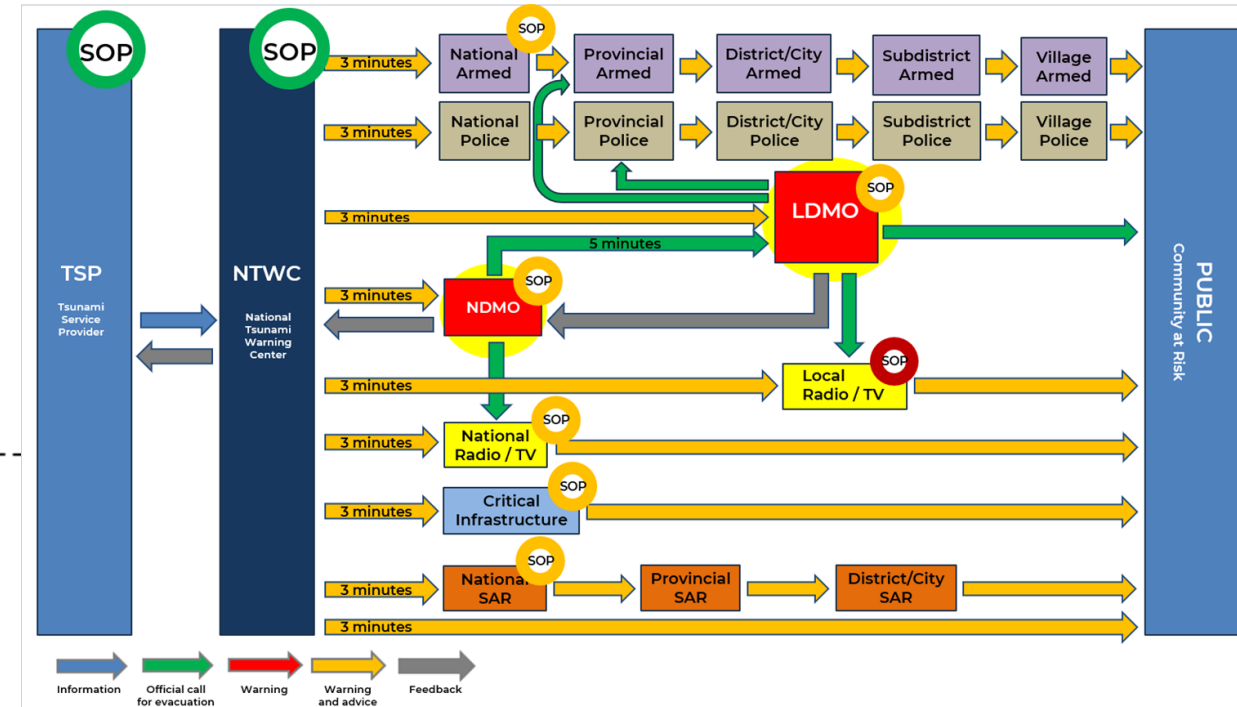 SOP
SOP
SOP
3 minutes
National
Armed
Provincial
Armed
District/City
Armed
Subdistrict
Armed
Village
Armed
3 minutes
National
Police
Provincial
Police
District/City
Police
Subdistrict
Police
Village
Police
SOP
LDMO
3 minutes
5 minutes
TSP
Tsunami
Service
Provider
NTWC
National
Tsunami
Warning
Center
SOP
3 minutes
NDMO
PUBLIC
Community at Risk
SOP
3 minutes
Local
Radio / TV
SOP
3 minutes
National
Radio / TV
SOP
3 minutes
Critical
Infrastructure
SOP
3 minutes
National
SAR
Provincial
SAR
District/City
SAR
3 minutes
Information
Official call
for evacuation
Warning
Warning
and advice
Feedback